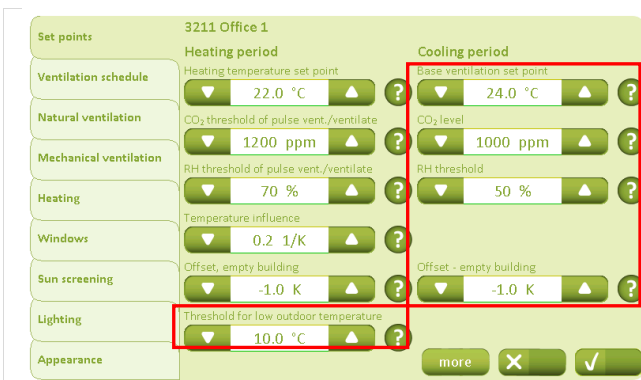 3211 Office 1
Set points
Ventilation schedule
Natural ventilation
Mechanical ventilation
Heating
Windows
Sun screening
Lighting
Appearance
Heating period
Heating temperature set point
22.0 °C
?
CO₂ threshold of pulse vent./ventilate
1200 ppm
?
RH threshold of pulse vent./ventilate
70 %
?
Temperature influence
0.2 1/K
?
Offset, empty building
-1.0 K
?
Threshold for low outdoor temperature
10.0 °C
?
Cooling period
Base ventilation set point
24.0 °C
?
CO₂ level
1000 ppm
?
RH threshold
50 %
?
Offset - empty building
-1.0 K
?
more